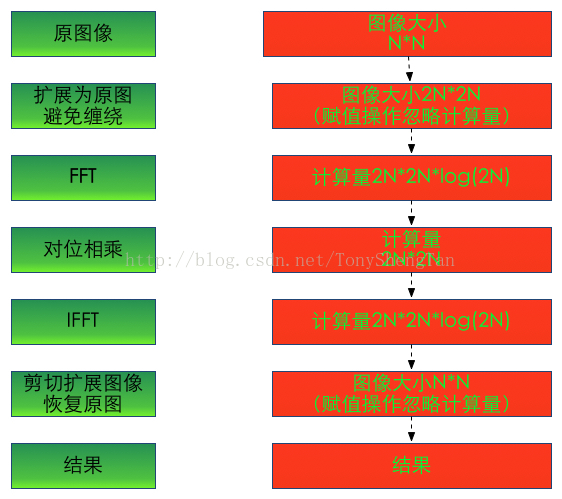 原图像
图像大小
N*N
扩展为原图
避免缠绕
图像大小2N*2N
（赋值操作忽略计算量）
FFT
计算量2N*2N*log(2N)
对位相乘
计算量
2N*2N
http://blog.csdn.net/TonyShengTan
IFFT
计算量2N*2N*log(2N)
剪切扩展图像
恢复原图
图像大小N*N
（赋值操作忽略计算量）
结果
结果